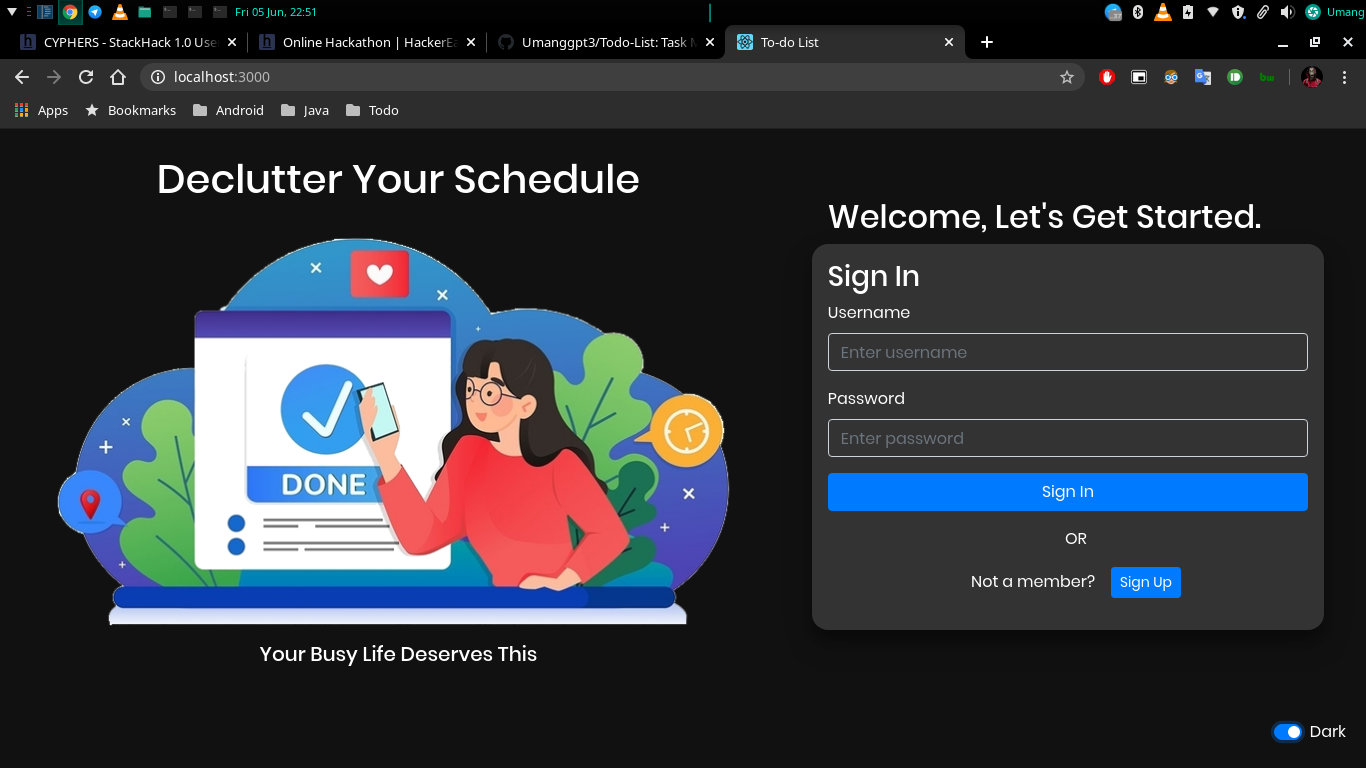 Fri 05 Jun, 22:51
Umang
CYPHERS - StackHack 1.0 Use
Online Hackathon | HackerEa
Umanggpt3/Todo-List: Task M
To-do List
localhost:3000
bw
Apps
Bookmarks
Android
Java
Todo
Declutter Your Schedule
DONE
Your Busy Life Deserves This
Welcome, Let's Get Started.
Sign In
Username
Enter username
Password
Enter password
Sign In
OR
Not a member?
Sign Up
Dark